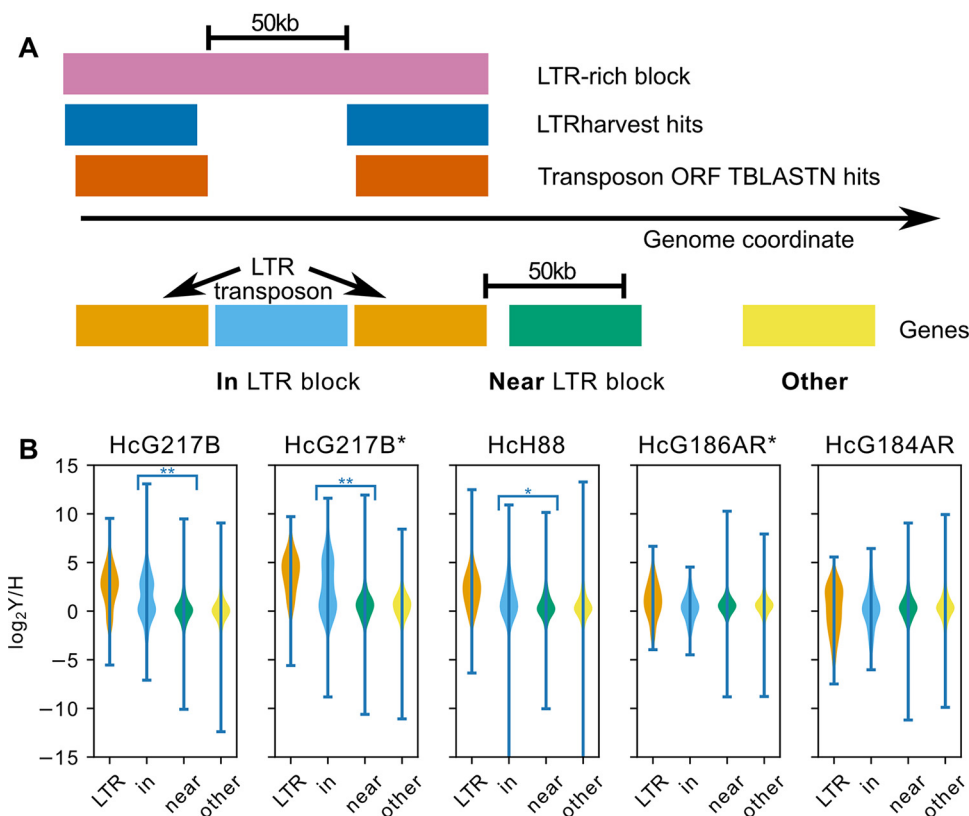 A
50kb
LTR-rich block
LTRharvest hits
Transposon ORF TBLASTN hits
Genome coordinate
LTR
transposon
50kb
Genes
In LTR block
Near LTR block
Other
B
HcG217B
HcG217B*
HcH88
HcG186AR*
HcG184AR
log₂Y/H
15
10
5
0
−5
−10
−15
**
**
*
LTR in near other
LTR in near other
LTR in near other
LTR in near other
LTR in near other